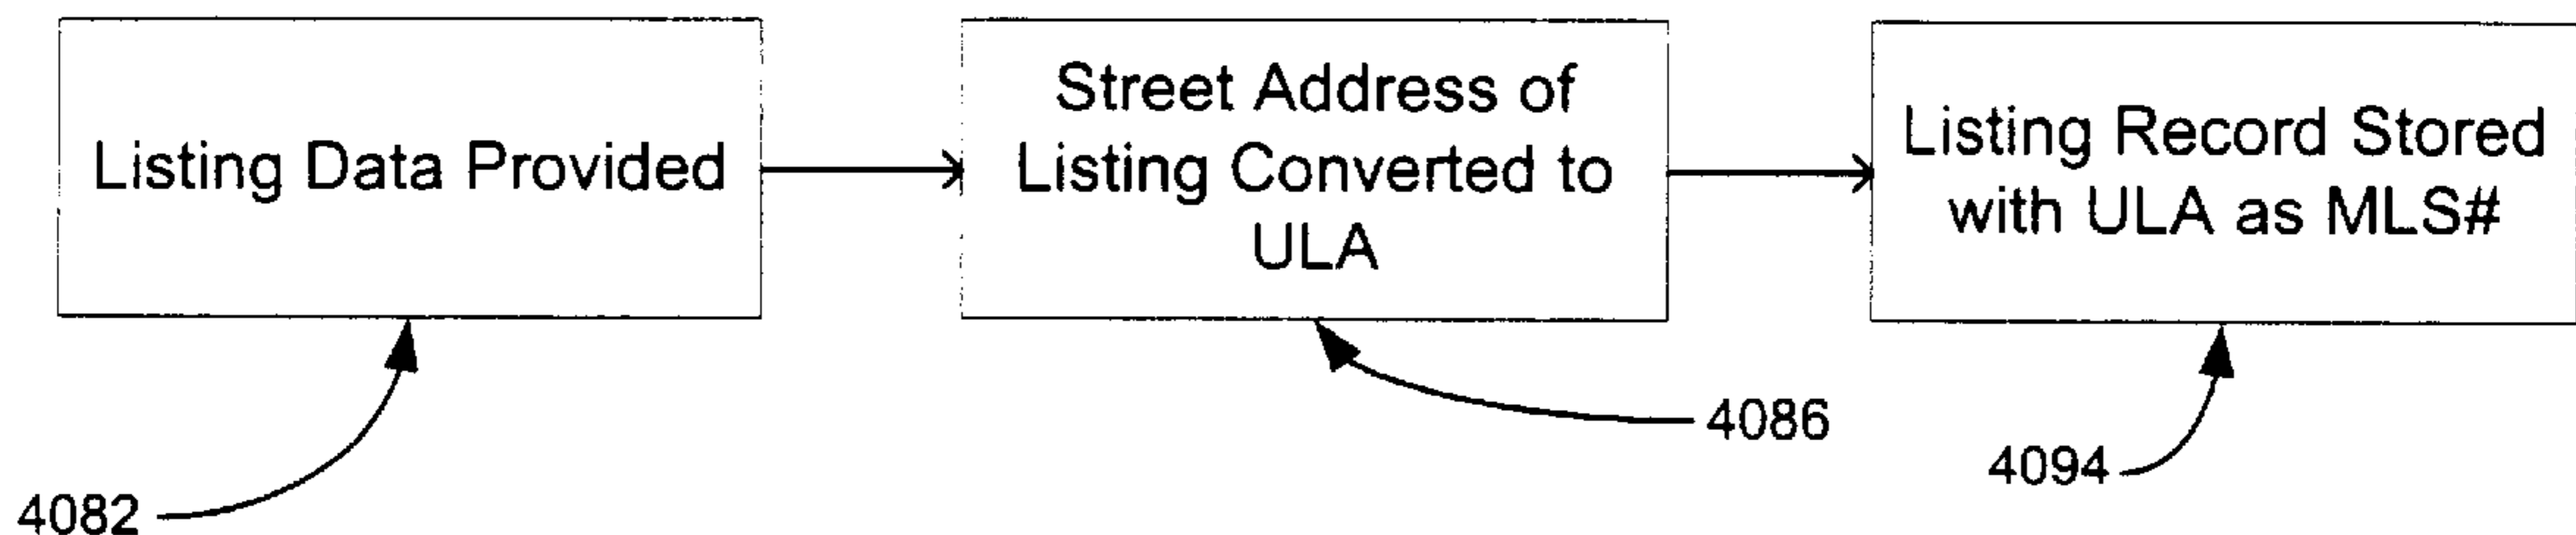 Listing Data Provided
Street Address of
Listing Converted to
ULA
Listing Record Stored
with ULA as MLS#
4082
4086
4094